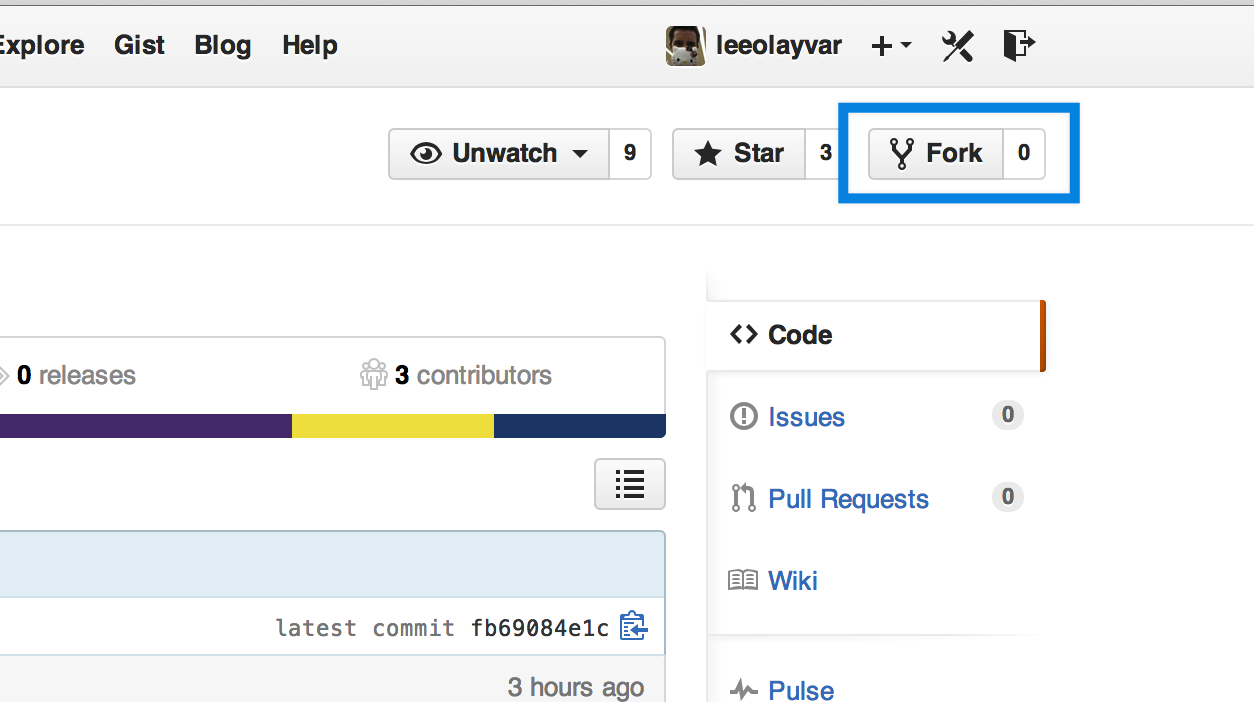 Explore Gist Blog Help leeolayvar
Unwatch 9 Star 3 Fork 0
Code
0 releases 3 contributors
Issues 0
Pull Requests 0
Wiki
latest commit fb69084e1c
3 hours ago
Pulse